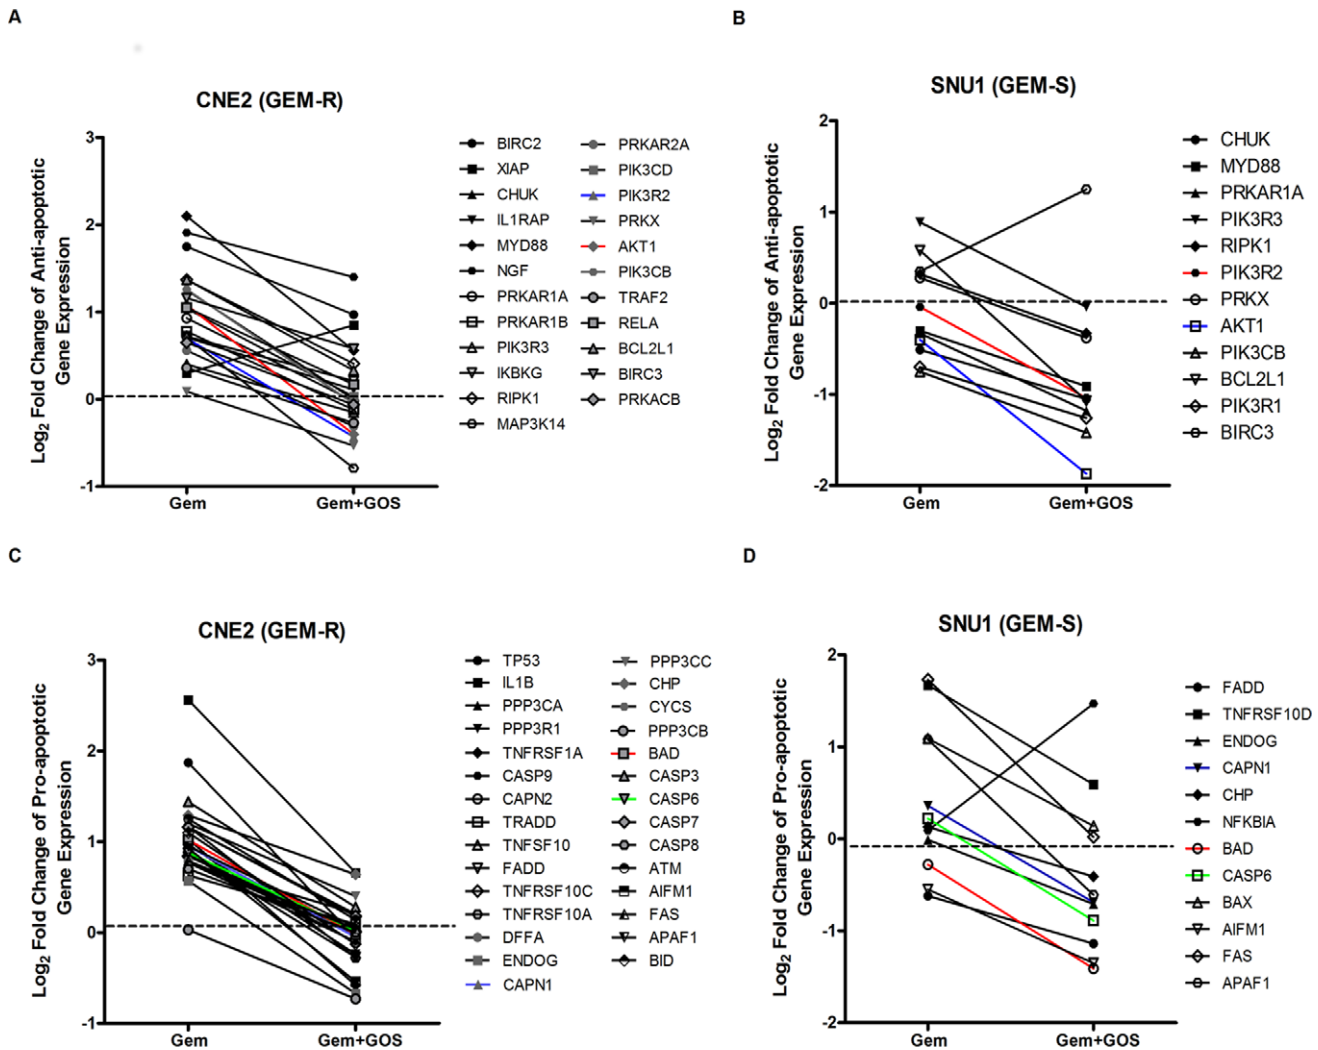 A
CNE2 (GEM-R)
Log2 Fold Change of Anti-apoptotic
Gene Expression
3
2
1
0
-1
Gem
Gem+GOS
BIRC2
XIAP
CHUK
IL1RAP
MYD88
NGF
PRKAR1A
PRKAR1B
PIK3R3
IKBKG
RIPK1
MAP3K14
PRKAR2A
PIK3CD
PIK3R2
PRKX
AKT1
PIK3CB
TRAF2
RELA
BCL2L1
BIRC3
PRKACB
B
SNU1 (GEM-S)
Log2 Fold Change of Anti-apoptotic
Gene Expression
2
1
0
-1
-2
Gem
Gem+GOS
CHUK
MYD88
PRKAR1A
PIK3R3
RIPK1
PIK3R2
PRKX
AKT1
PIK3CB
BCL2L1
PIK3R1
BIRC3
C
CNE2 (GEM-R)
Log2 Fold Change of Pro-apoptotic
Gene Expression
3
2
1
0
-1
Gem
Gem+GOS
TP53
IL1B
PPP3CA
PPP3R1
TNFRSF1A
CASP9
CAPN2
TRADD
TNFSF10
FADD
TNFRSF10C
TNFRSF10A
DFFA
ENDOG
CAPN1
PPP3CC
CHP
CYCS
PPP3CB
BAD
CASP3
CASP6
CASP7
CASP8
ATM
AIFM1
FAS
APAF1
BID
D
SNU1 (GEM-S)
Log2 Fold Change of Pro-apoptotic
Gene Expression
2
1
0
-1
-2
Gem
Gem+GOS
FADD
TNFRSF10D
ENDOG
CAPN1
CHP
NFKBIA
BAD
CASP6
BAX
AIFM1
FAS
APAF1